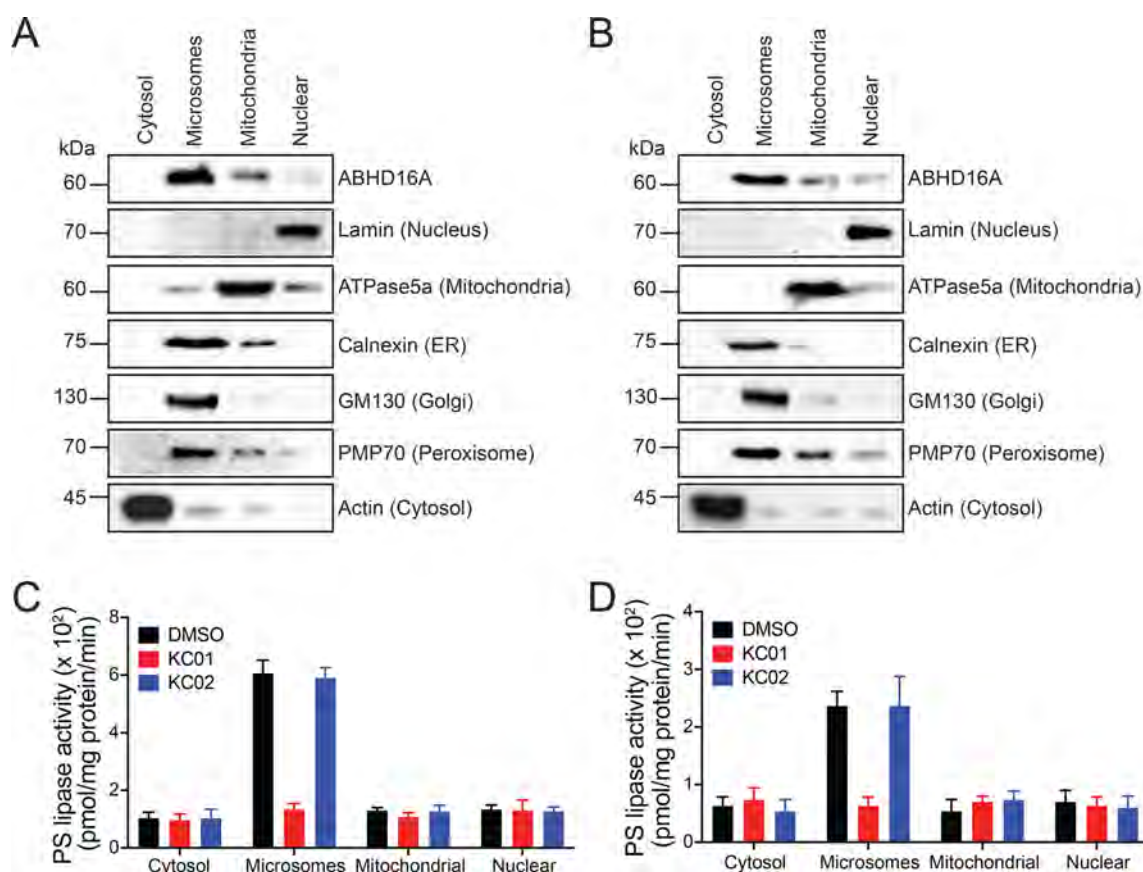 A
Cytosol
Microsomes
Mitochondria
Nuclear
kDa
60
ABHD16A
70
Lamin (Nucleus)
60
ATPase5a (Mitochondria)
75
Calnexin (ER)
130
GM130 (Golgi)
70
PMP70 (Peroxisome)
45
Actin (Cytosol)
B
Cytosol
Microsomes
Mitochondria
Nuclear
kDa
60
ABHD16A
70
Lamin (Nucleus)
60
ATPase5a (Mitochondria)
75
Calnexin (ER)
130
GM130 (Golgi)
70
PMP70 (Peroxisome)
45
Actin (Cytosol)
C
PS lipase activity (x 10²)
(pmol/mg protein/min)
8
6
4
2
0
DMSO
KC01
KC02
Cytosol
Microsomes
Mitochondrial
Nuclear
D
PS lipase activity (x 10²)
(pmol/mg protein/min)
4
3
2
1
0
DMSO
KC01
KC02
Cytosol
Microsomes
Mitochondrial
Nuclear